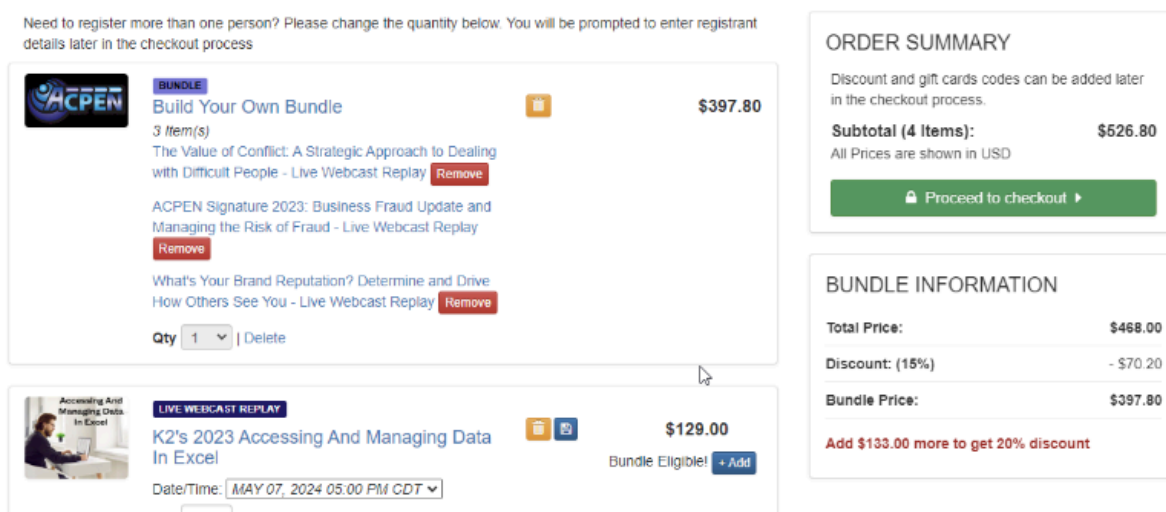 Need to register more than one person? Please change the quantity below. You will be prompted to enter registrant
details later in the checkout process
ACPEN
BUNDLE
Build Your Own Bundle
$397.80
3 Item(s)
The Value of Conflict: A Strategic Approach to Dealing
with Difficult People - Live Webcast Replay Remove
ACPEN Signature 2023: Business Fraud Update and
Managing the Risk of Fraud - Live Webcast Replay
Remove
What's Your Brand Reputation? Determine and Drive
How Others See You - Live Webcast Replay Remove
Qty 1 | Delete
Accessing And
Managing Data
In Excel
LIVE WEBCAST REPLAY
K2's 2023 Accessing And Managing Data
In Excel
$129.00
Bundle Eligible! + Add
Date/Time: MAY 07, 2024 05:00 PM CDT
ORDER SUMMARY
Discount and gift cards codes can be added later
in the checkout process.
Subtotal (4 Items): $526.80
All Prices are shown in USD
Proceed to checkout
BUNDLE INFORMATION
Total Price: $468.00
Discount: (15%) - $70.20
Bundle Price: $397.80
Add $133.00 more to get 20% discount